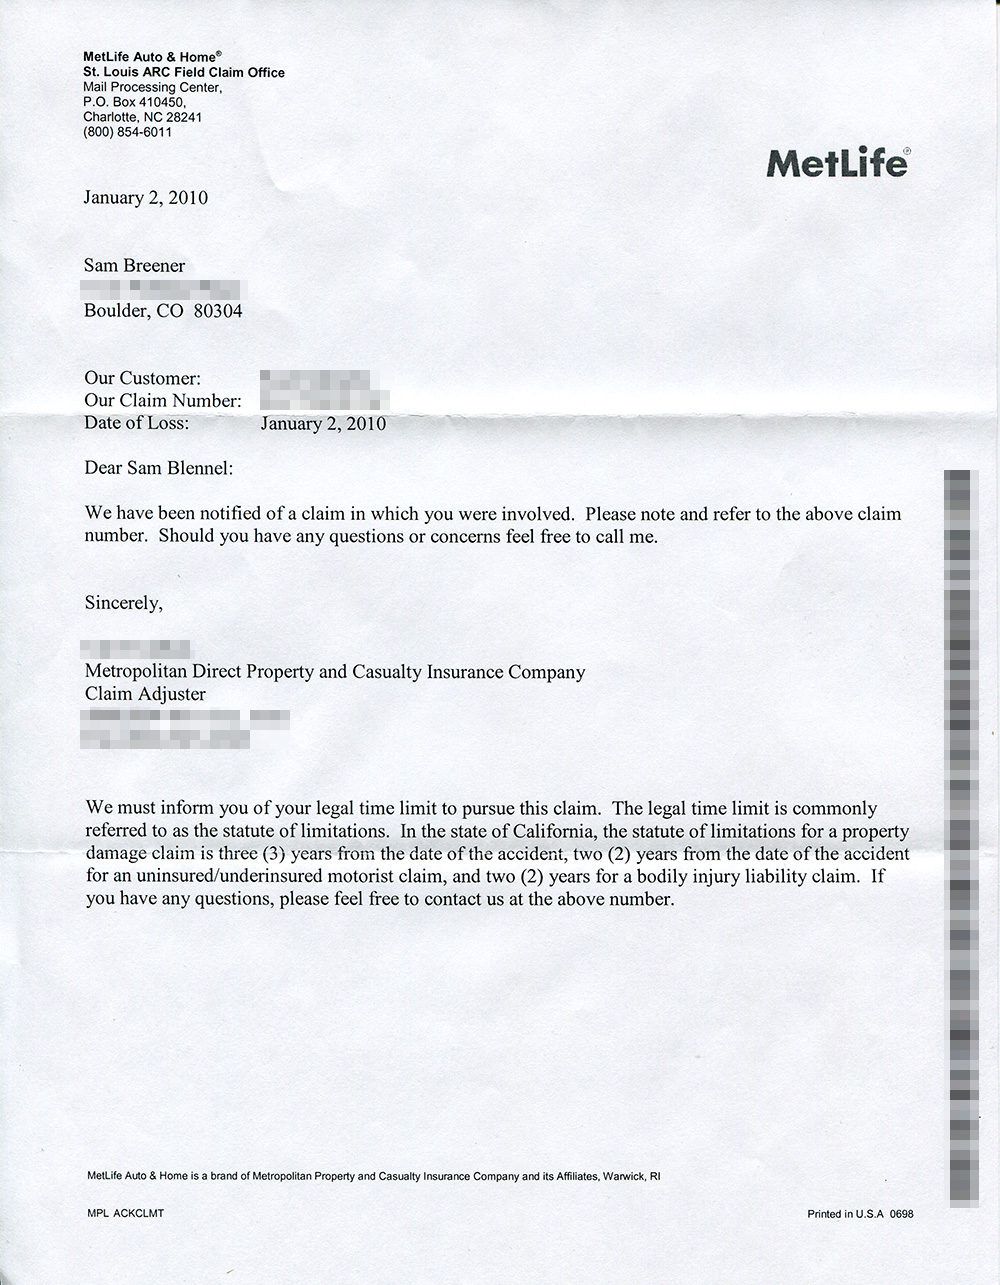 MetLife Auto & Home®
St. Louis ARC Field Claim Office
Mail Processing Center,
P.O. Box 410450,
Charlotte, NC 28241
(800) 854-6011
MetLife®
January 2, 2010
Sam Breener
Boulder, CO 80304
Our Customer:
Our Claim Number:
Date of Loss: January 2, 2010
Dear Sam Blennel:
We have been notified of a claim in which you were involved. Please note and refer to the above claim
number. Should you have any questions or concerns feel free to call me.
Sincerely,
Metropolitan Direct Property and Casualty Insurance Company
Claim Adjuster
We must inform you of your legal time limit to pursue this claim. The legal time limit is commonly
referred to as the statute of limitations. In the state of California, the statute of limitations for a property
damage claim is three (3) years from the date of the accident, two (2) years from the date of the accident
for an uninsured/underinsured motorist claim, and two (2) years for a bodily injury liability claim. If
you have any questions, please feel free to contact us at the above number.
MetLife Auto & Home is a brand of Metropolitan Property and Casualty Insurance Company and its Affiliates, Warwick, RI
MPL ACKCLMT
Printed in U.S.A 0698